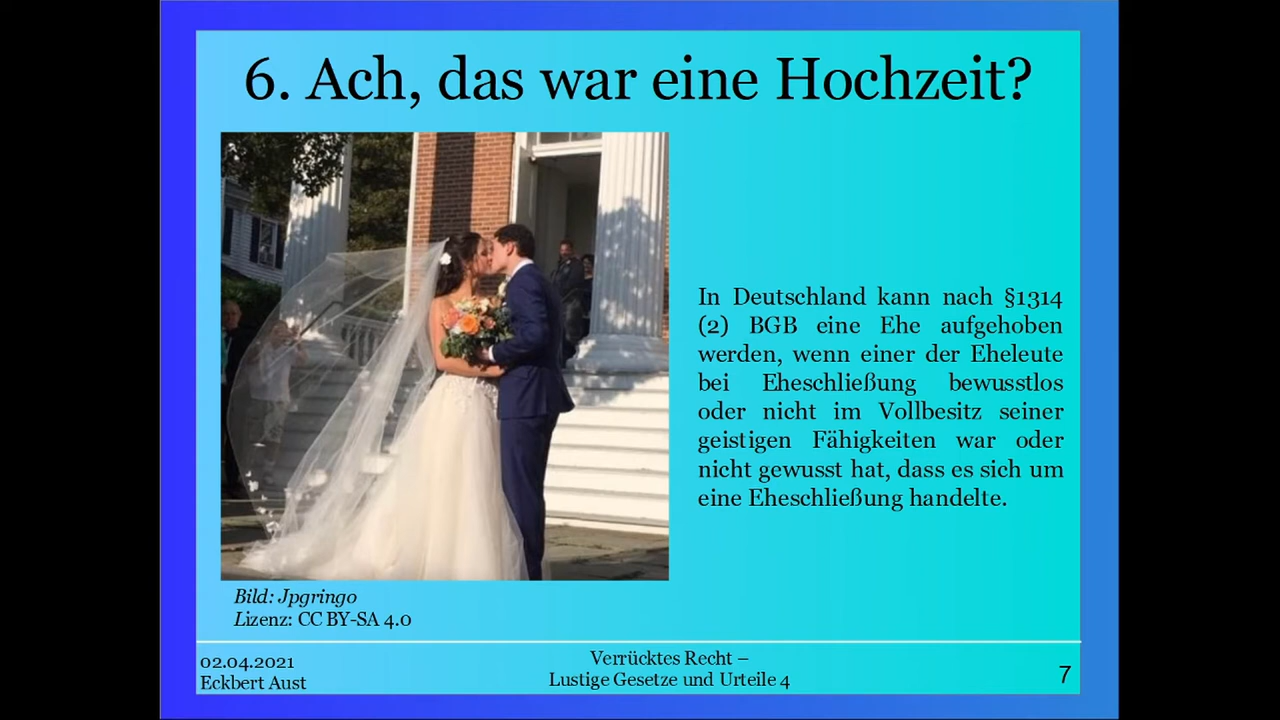 6. Ach, das war eine Hochzeit?
In Deutschland kann nach §1314
(2) BGB eine Ehe aufgehoben
werden, wenn einer der Eheleute
bei Eheschließung bewusstlos
oder nicht im Vollbesitz seiner
geistigen Fähigkeiten war oder
nicht gewusst hat, dass es sich um
eine Eheschließung handelte.
Bild: Jpgringo
Lizenz: CC BY-SA 4.0
02.04.2021
Eckbert Aust
Verrücktes Recht –
Lustige Gesetze und Urteile 4
7